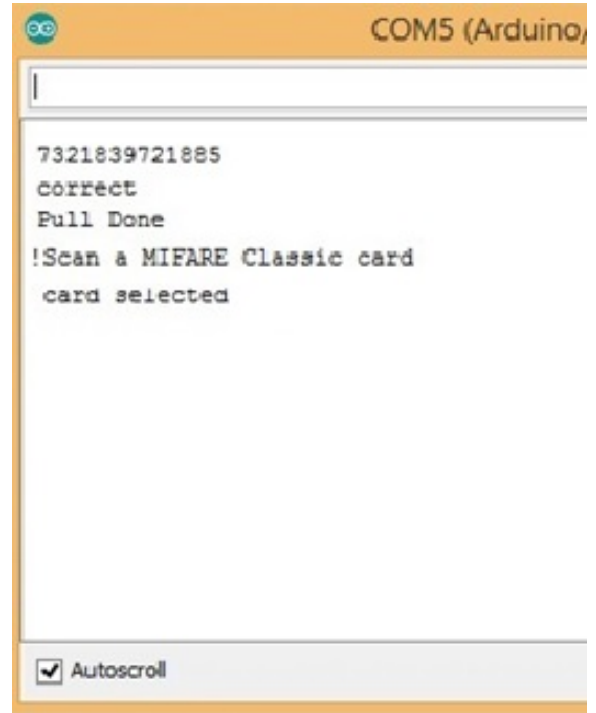 COM5 (Arduino/
7321839721885
correct
Pull Done
!Scan a MIFARE Classic card
card selected
Autoscroll